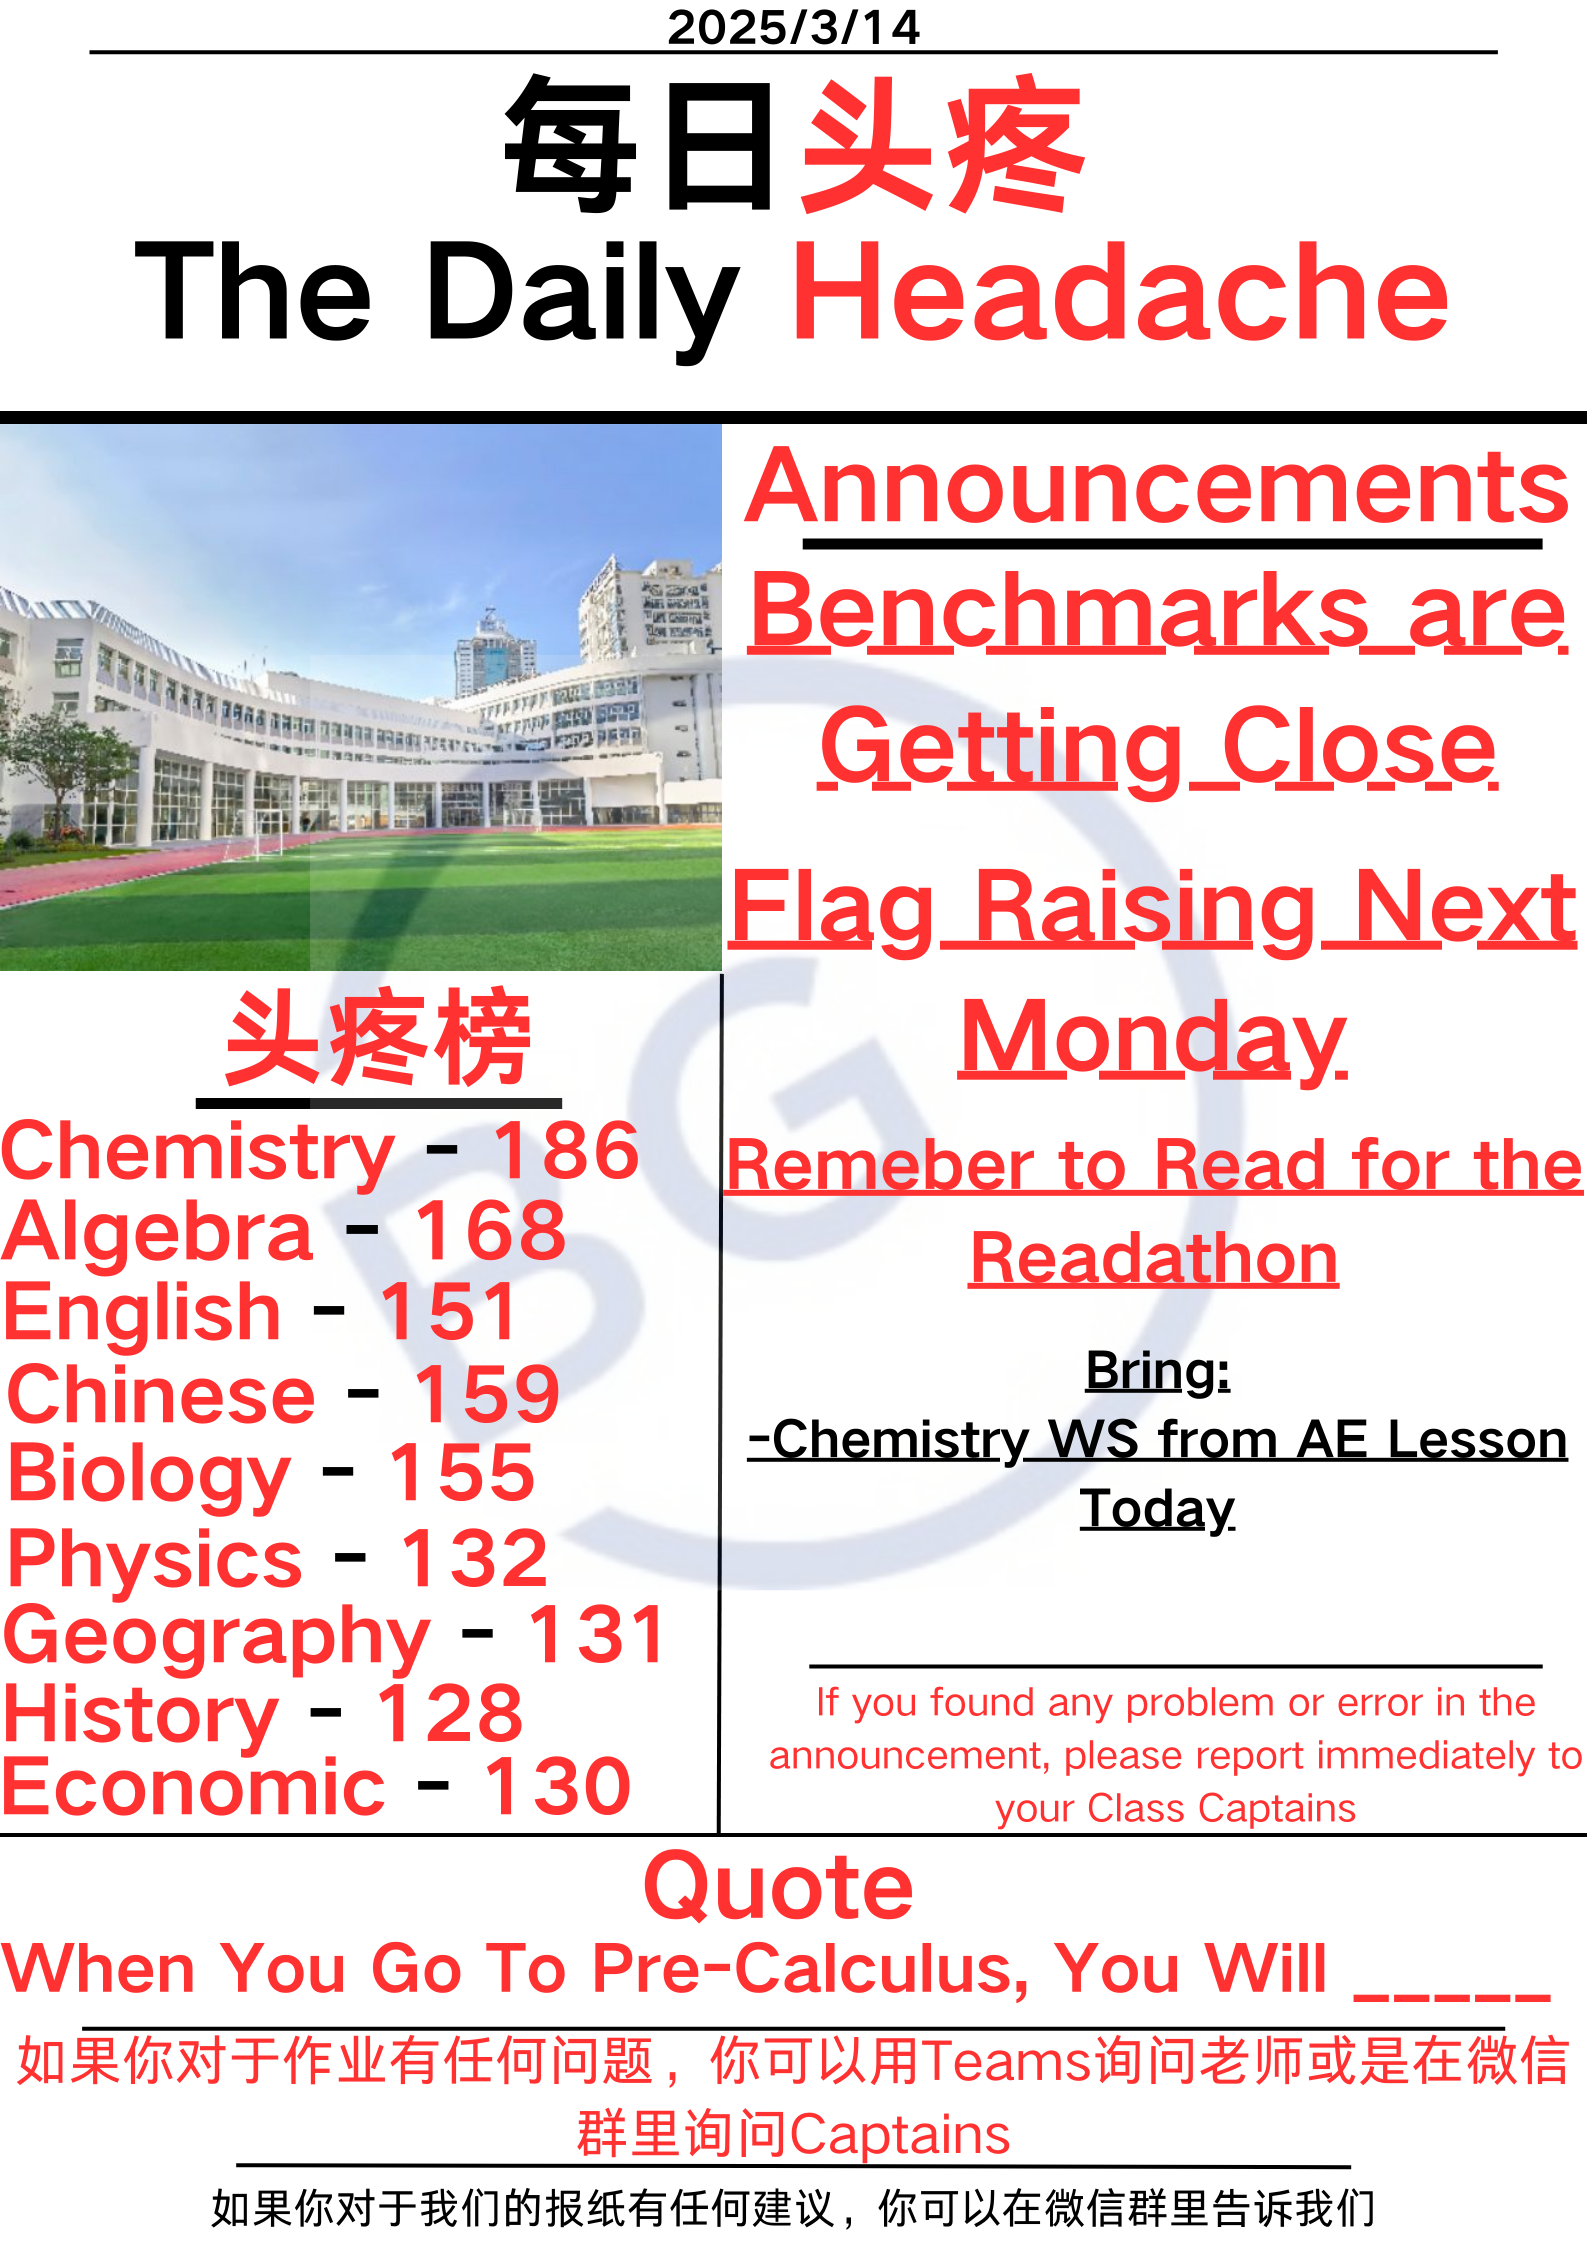 2025/3/14
每日头疼
The Daily Headache
Announcements
Benchmarks are
Getting Close
Flag Raising Next
Monday
Remeber to Read for the
Readathon
Bring:
-Chemistry WS from AE Lesson
Today
If you found any problem or error in the
announcement, please report immediately to
your Class Captains
头疼榜
Chemistry - 186
Algebra - 168
English - 151
Chinese - 159
Biology - 155
Physics - 132
Geography - 131
History - 128
Economic - 130
BG
Quote
When You Go To Pre-Calculus, You Will _____
如果你对于作业有任何问题，你可以用Teams询问老师或是在微信
群里询问Captains
如果你对于我们的报纸有任何建议，你可以在微信群里告诉我们